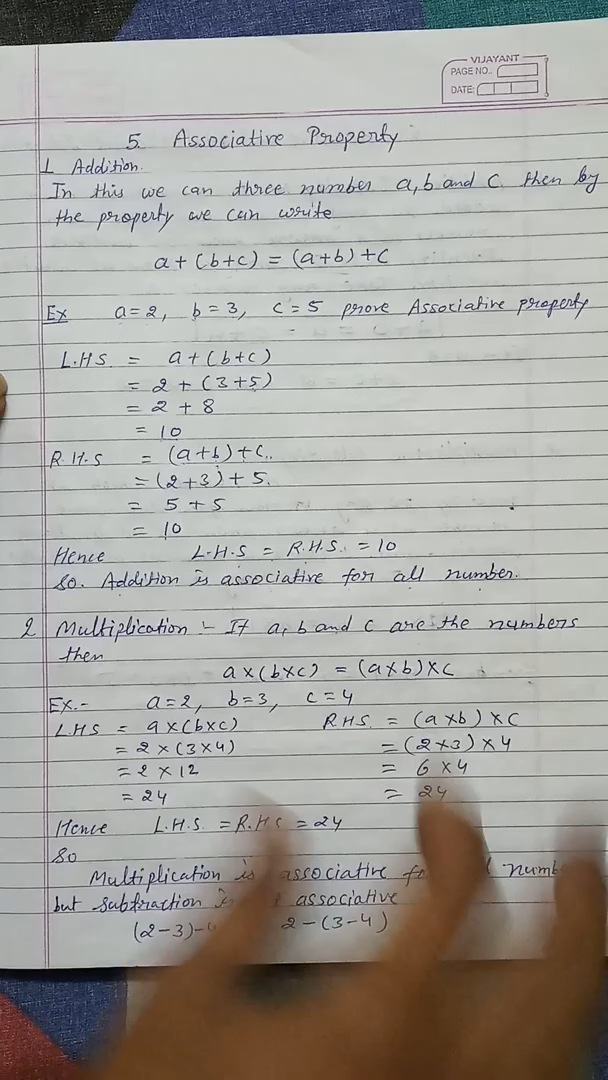 VIJAYANT
PAGE NO.:
DATE:
5. Associative Property
1 Addition.
In this we can three number a, b and c. then by
the property we can write
a + (b+c) = (a+b) + c
Ex a = 2, b = 3, c = 5 prove Associative property
L.H.S. = a + (b+c)
= 2 + (3+5)
= 2 + 8
= 10
R.H.S = (a+b)+c..
= (2+3) + 5.
= 5 + 5
= 10
Hence L.H.S = R.H.S. = 10
So. Addition is associative for all number.
2 Multiplication :- If a, b and c are the numbers
then
a×(b×c) = (a×b)×c
Ex.- a=2, b=3, c=4
LHS = a×(b×c) RHS. = (a×b)×c
= 2×(3×4) = (2×3)×4
= 2×12 = 6×4
= 24 = 24
Hence L.H.S. = R.H.S = 24
So
Multiplication is associative
but subtraction associative
(2-3)- 2-(3-4)